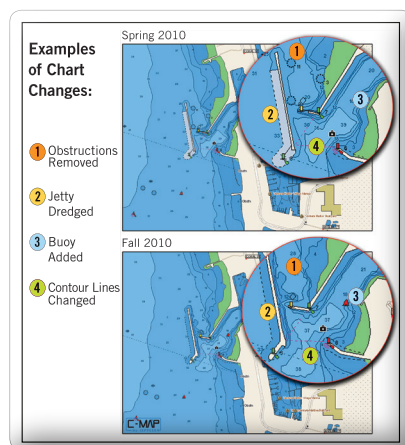 Spring 2010
Examples
of Chart
Changes:
1 Obstructions
Removed
2 Jetty
Dredged
3 Buoy
Added
4 Contour Lines
Changed
1
2
3
4
Fall 2010
1
2
3
4
C-MAP